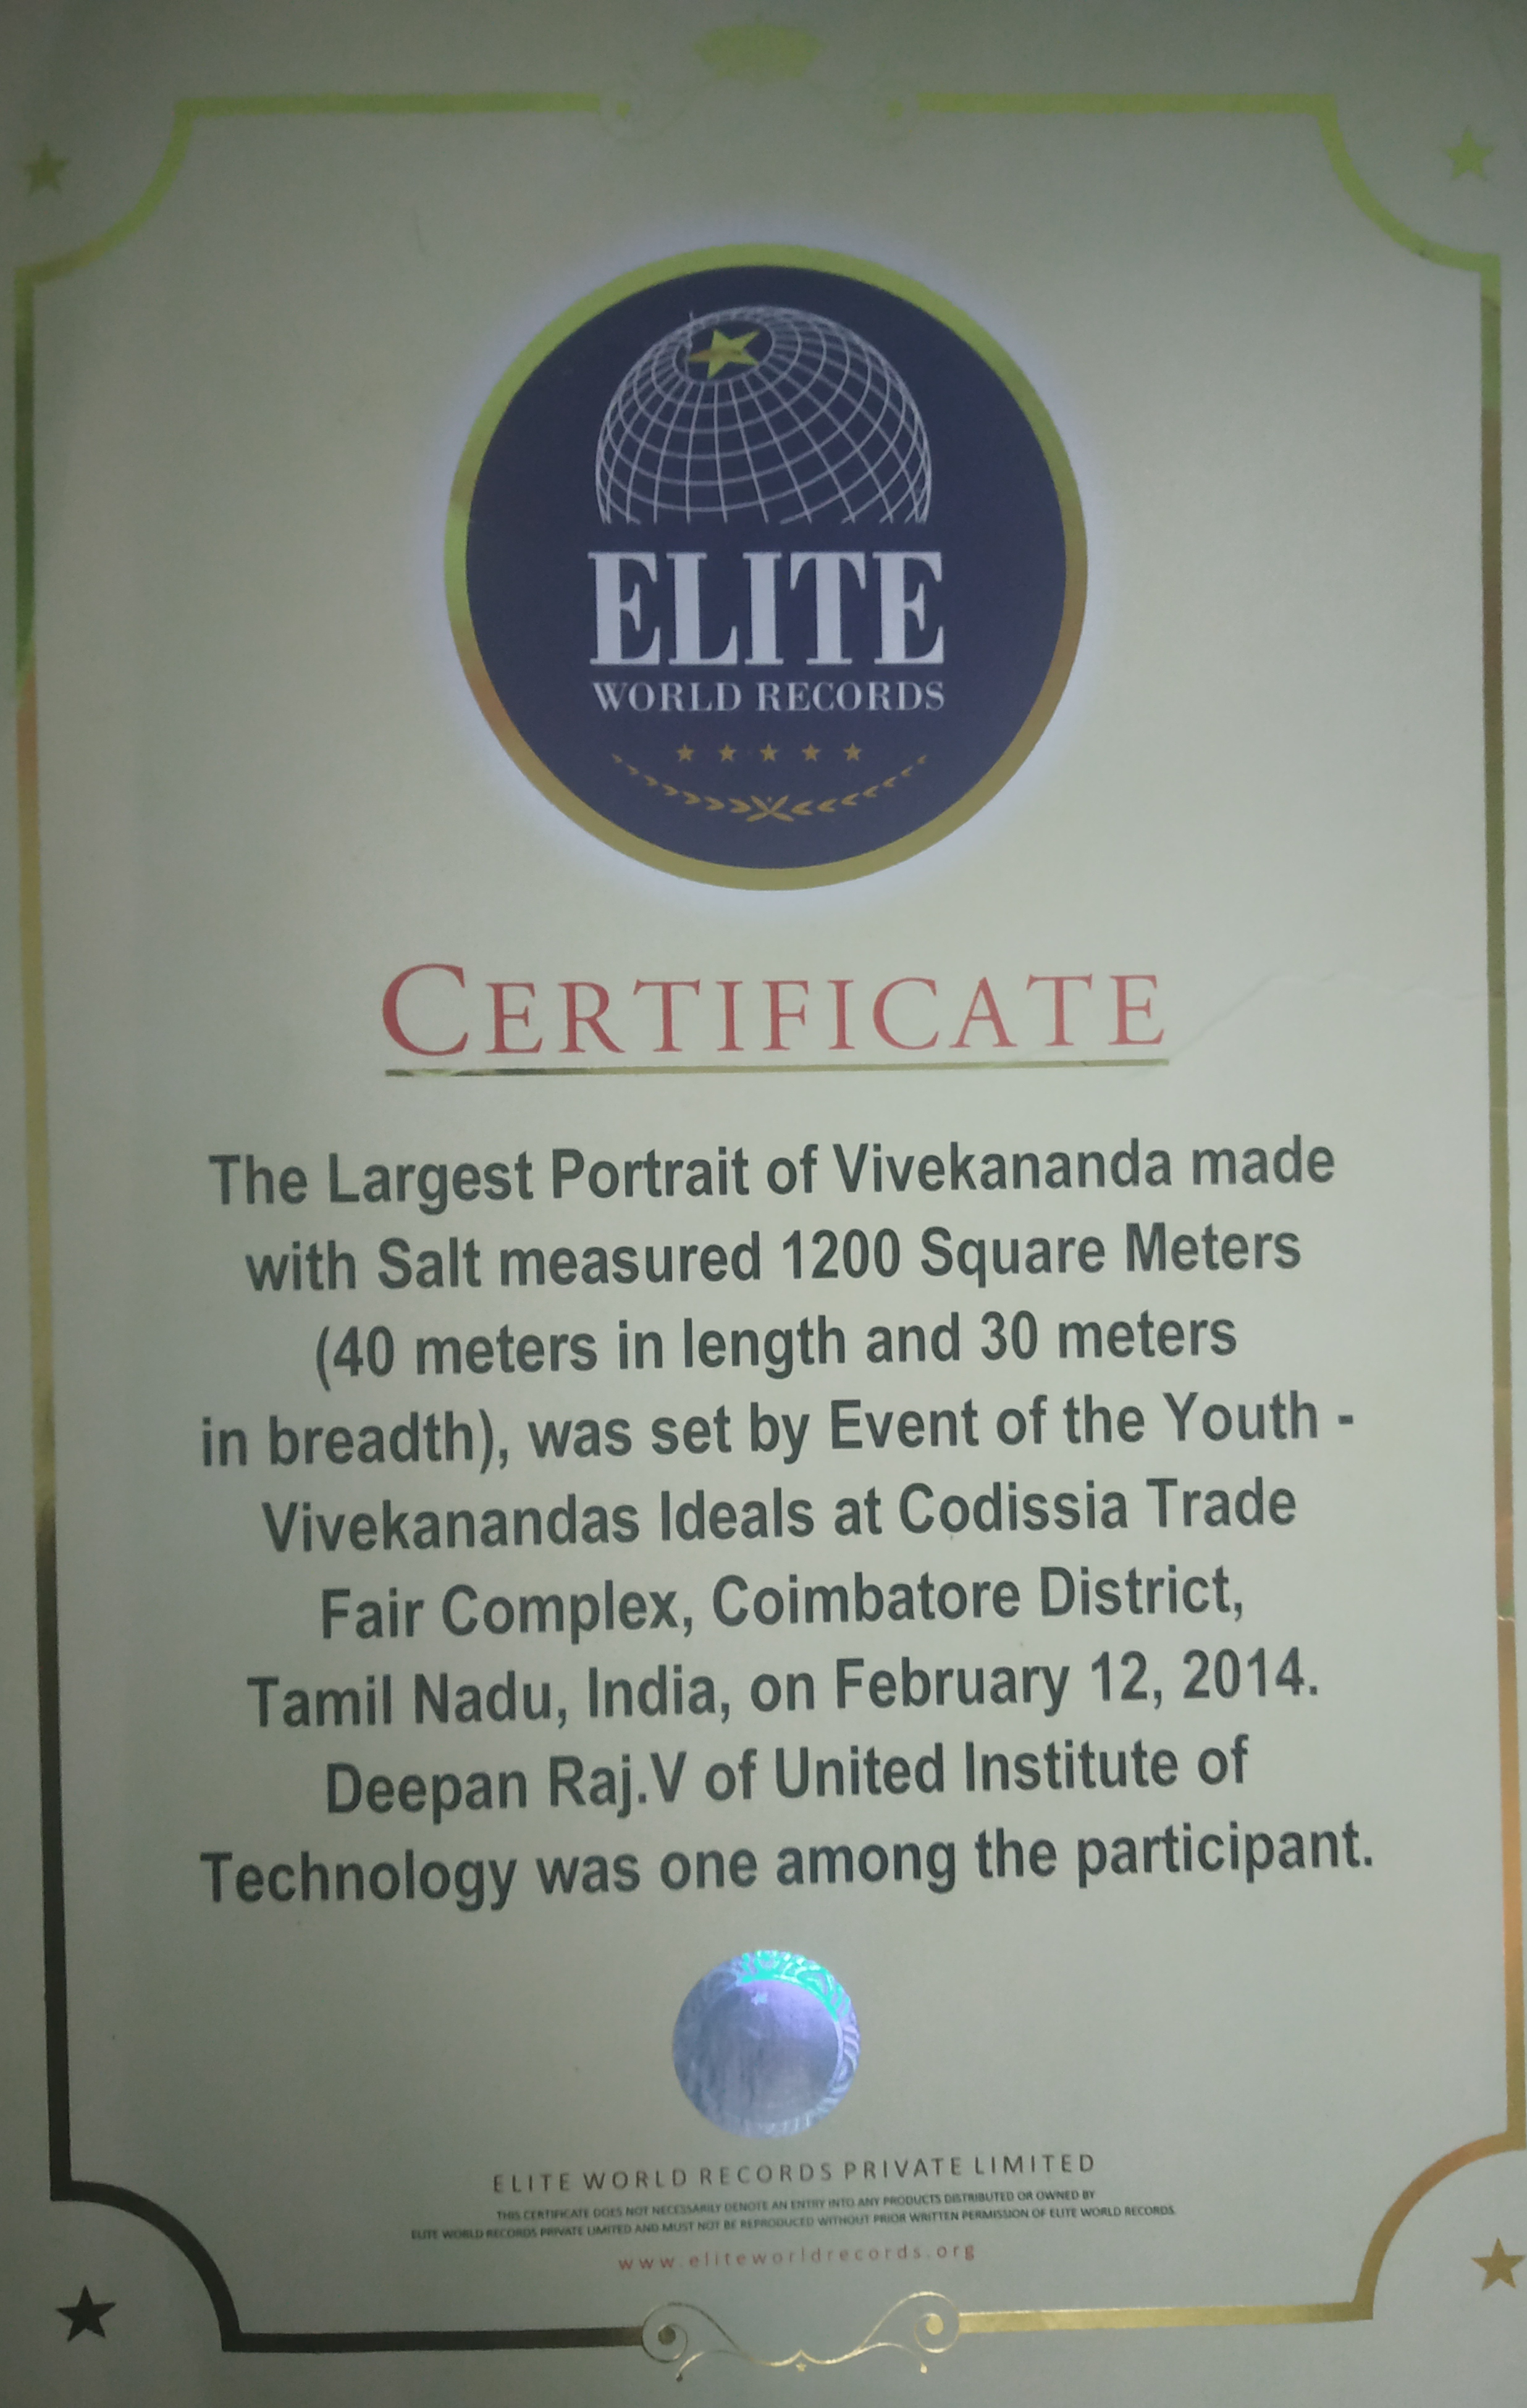 ELITE
WORLD RECORDS
CERTIFICATE
The Largest Portrait of Vivekananda made
with Salt measured 1200 Square Meters
(40 meters in length and 30 meters
in breadth), was set by Event of the Youth -
Vivekanandas Ideals at Codissia Trade
Fair Complex, Coimbatore District,
Tamil Nadu, India, on February 12, 2014.
Deepan Raj.V of United Institute of
Technology was one among the participant.
ELITE WORLD RECORDS PRIVATE LIMITED
THIS CERTIFICATE DOES NOT NECESSARILY DENOTE AN ENTRY INTO ANY PRODUCTS DISTRIBUTED OR OWNED BY
ELITE WORLD RECORDS PRIVATE LIMITED AND MUST NOT BE REPRODUCED WITHOUT PRIOR WRITTEN PERMISSION OF ELITE WORLD RECORDS.
www.eliteworldrecords.org